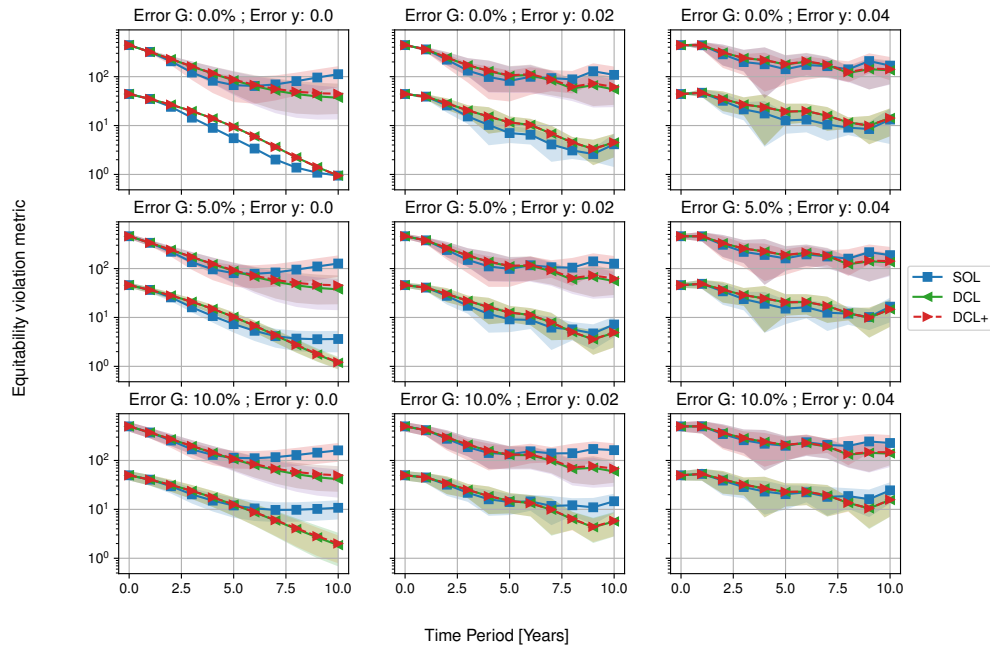 Error G: 0.0% ; Error y: 0.0
Error G: 0.0% ; Error y: 0.02
Error G: 0.0% ; Error y: 0.04
10²
10¹
10⁰
Error G: 5.0% ; Error y: 0.0
Error G: 5.0% ; Error y: 0.02
Error G: 5.0% ; Error y: 0.04
10²
10¹
10⁰
Equitability violation metric
SOL
DCL
DCL+
Error G: 10.0% ; Error y: 0.0
Error G: 10.0% ; Error y: 0.02
Error G: 10.0% ; Error y: 0.04
10²
10¹
10⁰
0.0 2.5 5.0 7.5 10.0
0.0 2.5 5.0 7.5 10.0
0.0 2.5 5.0 7.5 10.0
Time Period [Years]